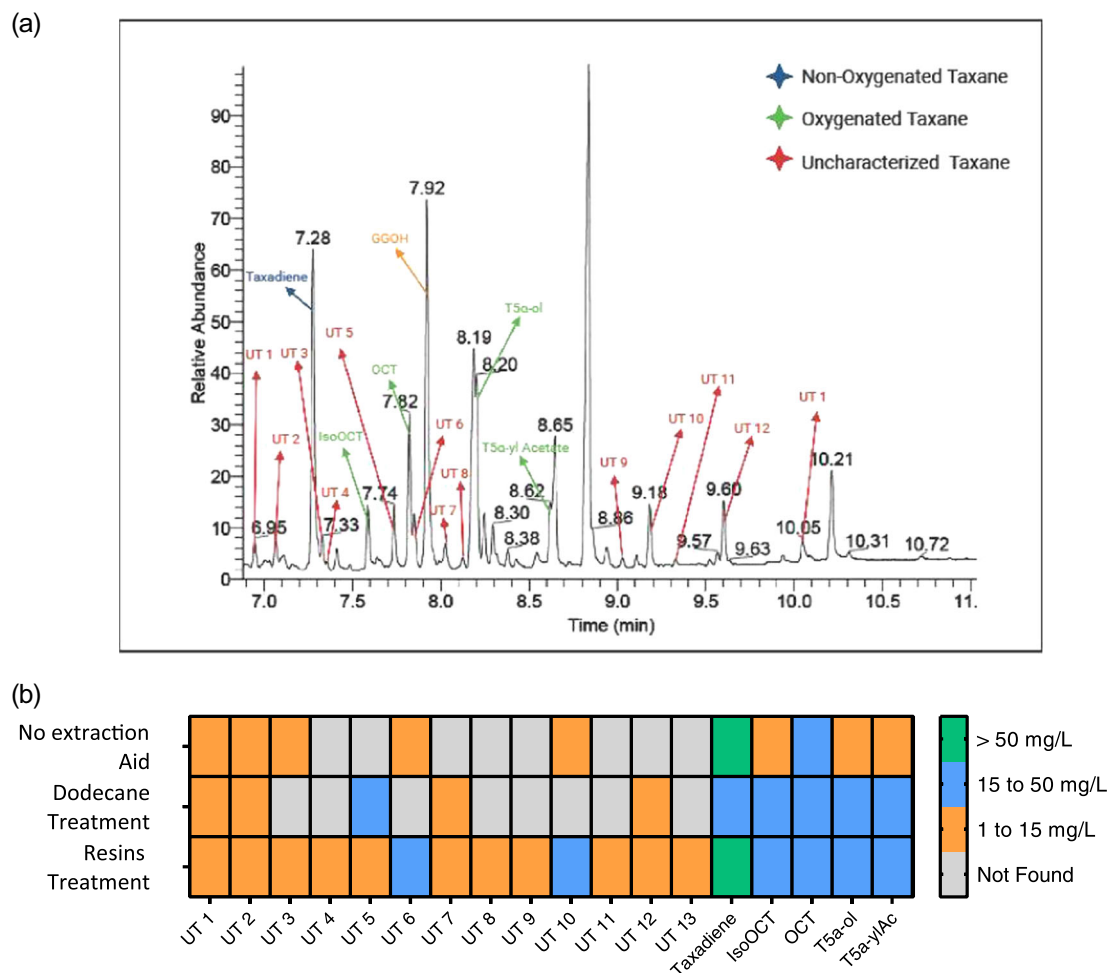 (a)
Non-Oxygenated Taxane
Oxygenated Taxane
Uncharacterized Taxane
Relative Abundance
90
80
70
60
50
40
30
20
10
0
7.28
7.92
GGOH
Taxadiene
UT 5
T5α-ol
8.19
8.20
UT 1
UT 3
OCT
7.82
UT 11
UT 1
UT 10
UT 12
UT 6
8.65
IsoOCT
UT 2
T5α-yl Acetate
UT 8
UT 9
10.21
UT 4
7.74
8.62
9.18
9.60
UT 7
8.30
6.95
7.33
8.86
10.05
8.38
9.57
9.63
10.31
10.72
7.0
7.5
8.0
8.5
9.0
9.5
10.0
10.5
11.
Time (min)
(b)
No extraction
Aid
Dodecane
Treatment
Resins
Treatment
> 50 mg/L
15 to 50 mg/L
1 to 15 mg/L
Not Found
UT 1
UT 2
UT 3
UT 4
UT 5
UT 6
UT 7
UT 8
UT 9
UT 10
UT 11
UT 12
UT 13
Taxadiene
IsoOCT
OCT
T5a-ol
T5a-ylAc